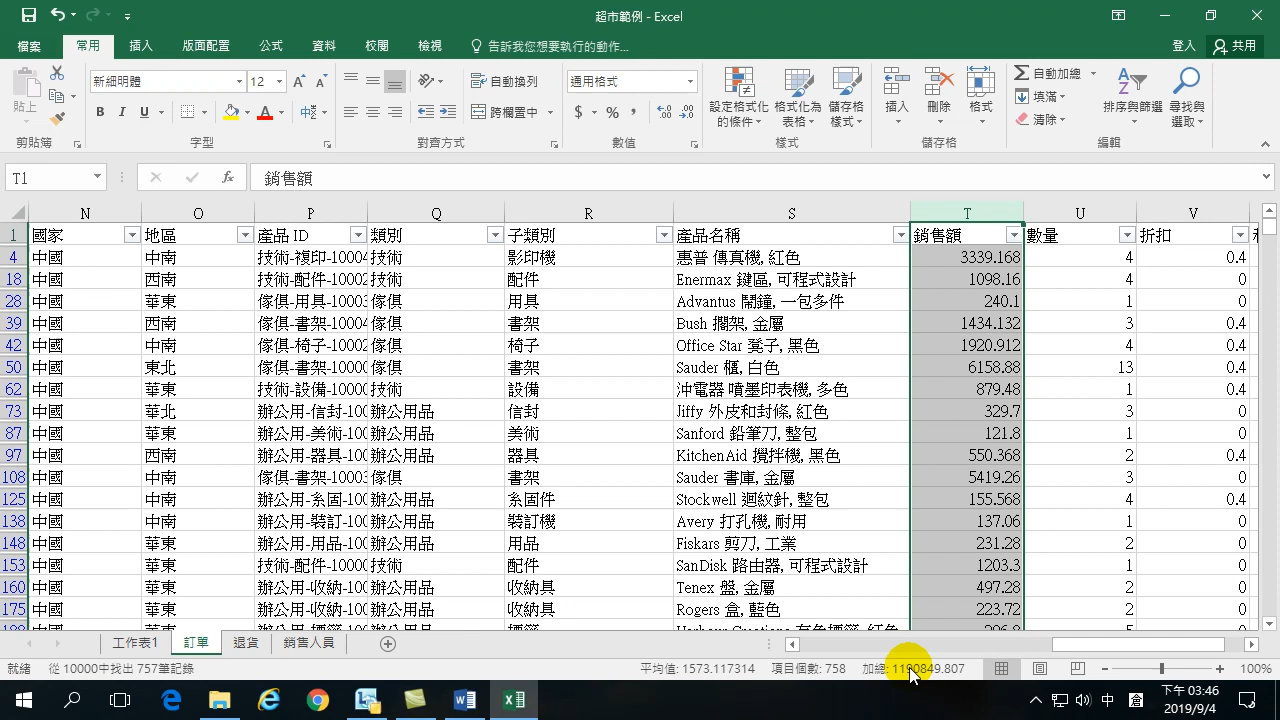 超市範例 - Excel
檔案 常用 插入 版面配置 公式 資料 校閱 檢視 告訴我您想要執行的動作... 登入 共用
貼上 新細明體 12 自動換列 通用格式 設定格式化的條件 格式化為表格 儲存格樣式 插入 刪除 格式 自動加總 填滿 清除 排序與篩選 尋找與選取
B I U 跨欄置中 $ % ,
剪貼簿 字型 對齊方式 數值 樣式 儲存格 編輯
T1 fx 銷售額
N O P Q R S T U V
1 國家 地區 產品 ID 類別 子類別 產品名稱 銷售額 數量 折扣
4 中國 中南 技術-複印-1000 技術 影印機 惠普 傳真機, 紅色 3339.168 4 0.4
18 中國 西南 技術-配件-1000 技術 配件 Enermax 鍵區, 可程式設計 1098.16 4 0
28 中國 華東 傢俱-用具-1000 傢俱 用具 Advantus 鬧鐘, 一包多件 240.1 1 0
39 中國 西南 傢俱-書架-1000 傢俱 書架 Bush 擱架, 金屬 1434.132 3 0.4
42 中國 中南 傢俱-椅子-1000 傢俱 椅子 Office Star 凳子, 黑色 1920.912 4 0.4
50 中國 東北 傢俱-書架-1000 傢俱 書架 Sauder 櫃, 白色 6158.88 13 0.4
62 中國 華東 技術-設備-1000 技術 設備 沖電器 噴墨印表機, 多色 879.48 1 0.4
73 中國 華北 辦公用-信封-100 辦公用品 信封 Jiffy 外皮和封條, 紅色 329.7 3 0
87 中國 華東 辦公用-美術-100 辦公用品 美術 Sanford 鉛筆刀, 整包 121.8 1 0
97 中國 西南 辦公用-器具-100 辦公用品 器具 KitchenAid 攪拌機, 黑色 550.368 2 0.4
108 中國 中南 傢俱-書架-1000 傢俱 書架 Sauder 書庫, 金屬 5419.26 3 0
125 中國 中南 辦公用-系固-100 辦公用品 系固件 Stockwell 迴紋針, 整包 155.568 4 0.4
138 中國 中南 辦公用-裝訂-100 辦公用品 裝訂機 Avery 打孔機, 耐用 137.06 1 0
148 中國 華東 辦公用-用品-100 辦公用品 用品 Fiskars 剪刀, 工業 231.28 2 0
153 中國 華東 技術-配件-1000 技術 配件 SanDisk 路由器, 可程式設計 1203.3 1 0
160 中國 華東 辦公用-收納-100 辦公用品 收納具 Tenex 盤, 金屬 497.28 2 0
175 中國 華東 辦公用-收納-100 辦公用品 收納具 Rogers 盒, 藍色 223.72 2 0
工作表1 訂單 退貨 銷售人員
就緒 從 10000中找出 757筆記錄 平均值: 1573.117314 項目個數: 758 加總: 1190849.807 100%
中 下午 03:46
2019/9/4